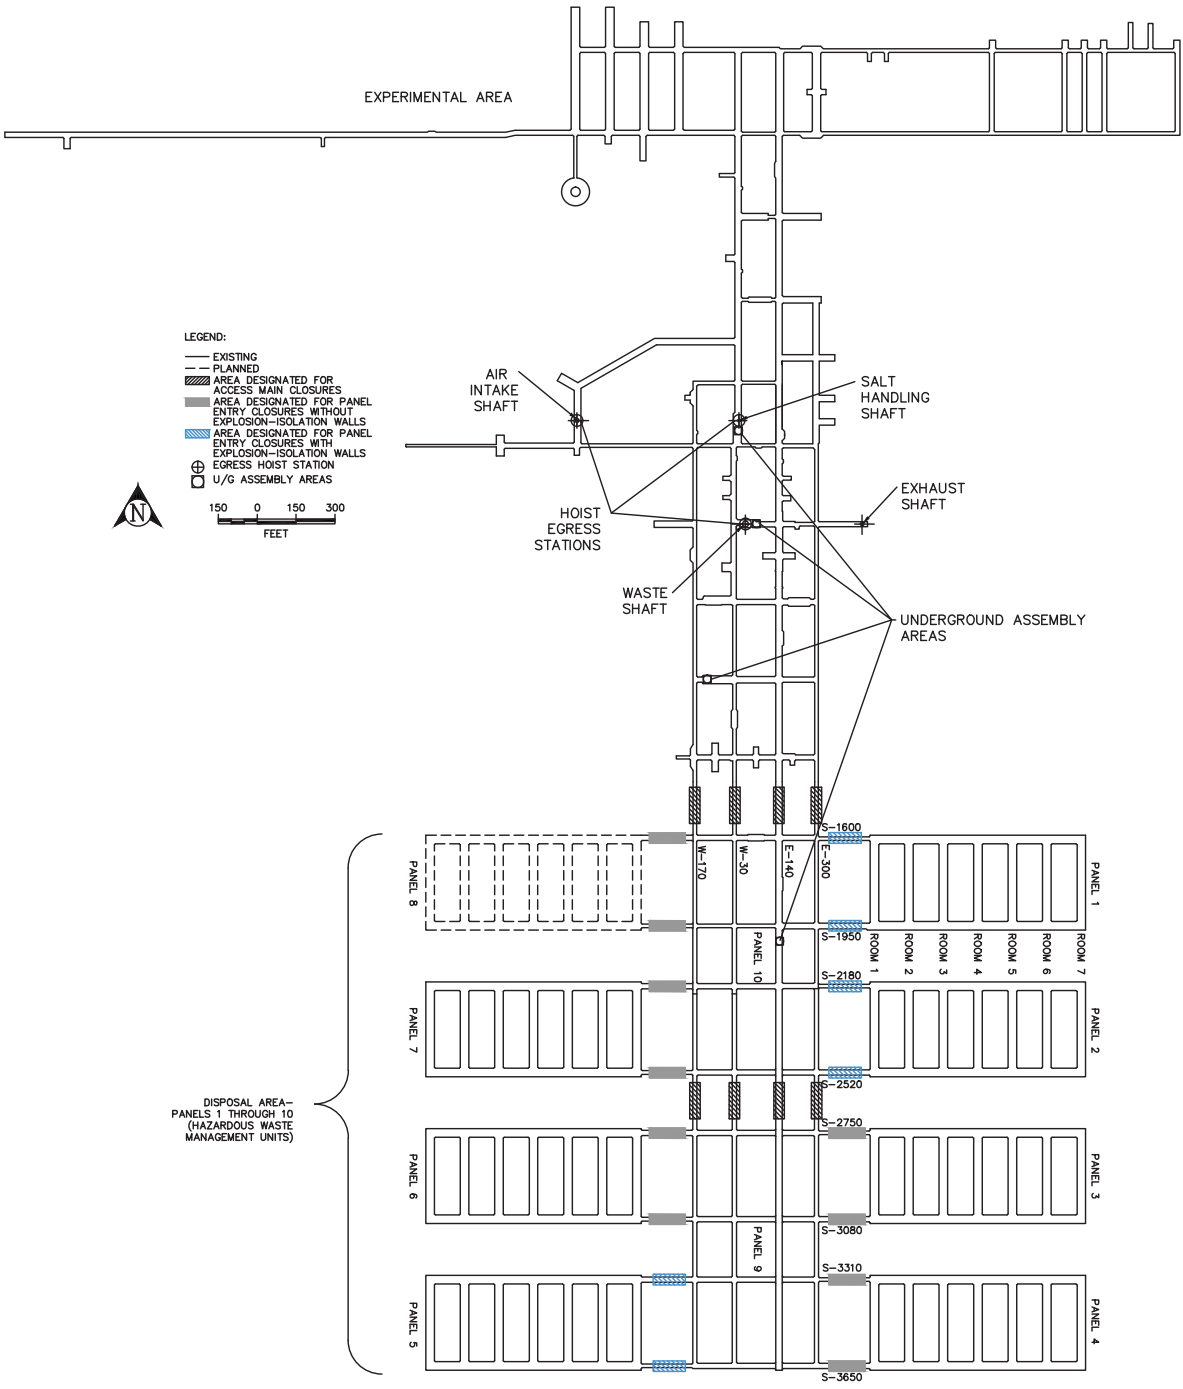 EXPERIMENTAL AREA
LEGEND:
EXISTING
PLANNED
AREA DESIGNATED FOR
ACCESS MAIN CLOSURES
AREA DESIGNATED FOR PANEL
ENTRY CLOSURES WITHOUT
EXPLOSION-ISOLATION WALLS
AREA DESIGNATED FOR PANEL
ENTRY CLOSURES WITH
EXPLOSION-ISOLATION WALLS
EGRESS HOIST STATION
U/G ASSEMBLY AREAS
N
150 0 150 300
FEET
AIR
INTAKE
SHAFT
SALT
HANDLING
SHAFT
HOIST
EGRESS
STATIONS
EXHAUST
SHAFT
WASTE
SHAFT
UNDERGROUND ASSEMBLY
AREAS
S-1600
W-170
W-30
E-140
E-300
PANEL 8
PANEL 1
S-1950
PANEL 10
ROOM 1
ROOM 2
ROOM 3
ROOM 4
ROOM 5
ROOM 6
ROOM 7
S-2180
PANEL 7
PANEL 2
S-2520
DISPOSAL AREA-
PANELS 1 THROUGH 10
(HAZARDOUS WASTE
MANAGEMENT UNITS)
S-2750
PANEL 6
PANEL 3
S-3080
PANEL 9
S-3310
PANEL 5
PANEL 4
S-3650